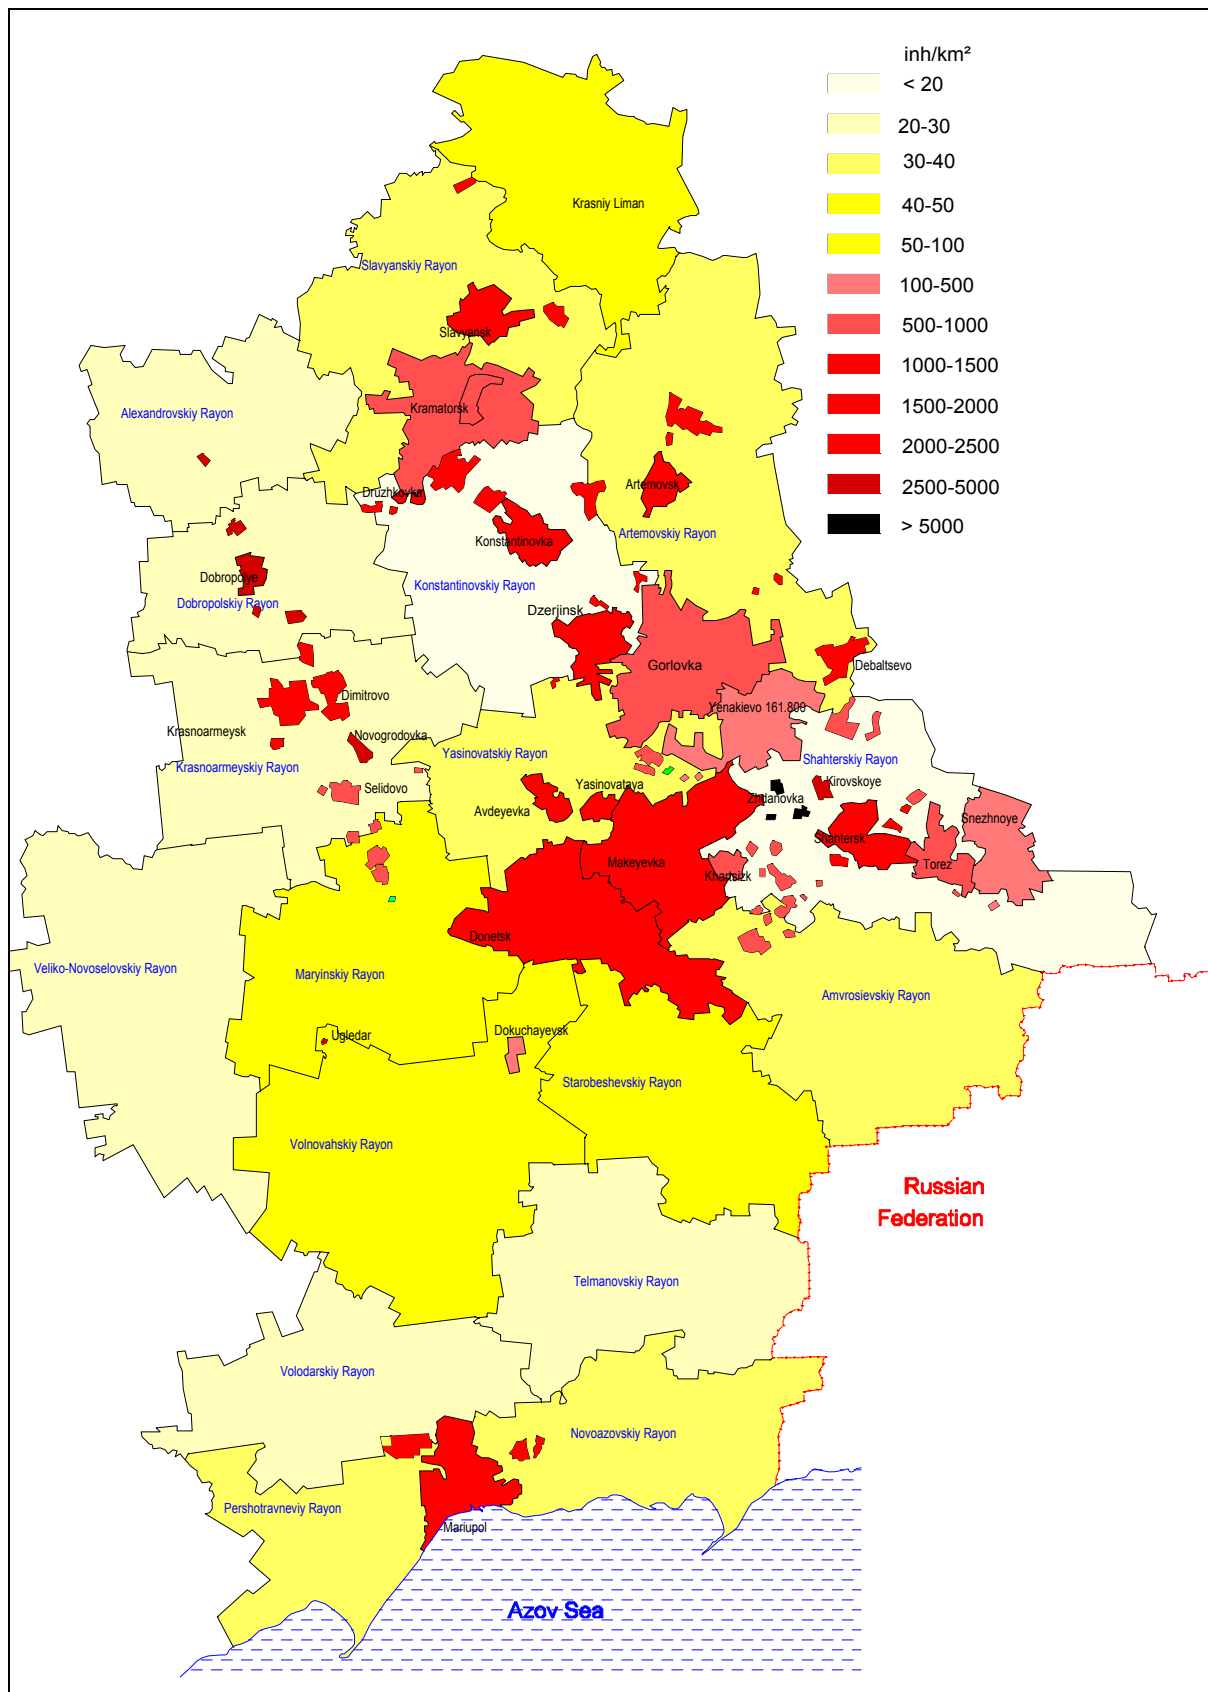 inh/km²
< 20
20-30
30-40
40-50
50-100
100-500
500-1000
1000-1500
1500-2000
2000-2500
2500-5000
> 5000
Krasniy Liman
Slavyanskiy Rayon
Slavyansk
Alexandrovskiy Rayon
Kramatorsk
Druzhkovka
Artemovsk
Konstantinovka
Artemovskiy Rayon
Dobropolye
Konstantinovskiy Rayon
Dobropolskiy Rayon
Dzerjinsk
Gorlovka
Debaltsevo
Dimitrovo
Yenakievo 161.800
Krasnoarmeysk
Novogrodovka
Yasinovatskiy Rayon
Shahterskiy Rayon
Krasnoarmeyskiy Rayon
Selidovo
Yasinovataya
Kirovskoye
Zhdanovka
Avdeyevka
Snezhnoye
Shahtersk
Makeyevka
Khartsizk
Torez
Donetsk
Veliko-Novoselovskiy Rayon
Maryinskiy Rayon
Amvrosievskiy Rayon
Ugledar
Dokuchayevsk
Starobeshevskiy Rayon
Volnovahskiy Rayon
Russian
Federation
Telmanovskiy Rayon
Volodarskiy Rayon
Novoazovskiy Rayon
Pershotravneviy Rayon
Mariupol
Azov Sea